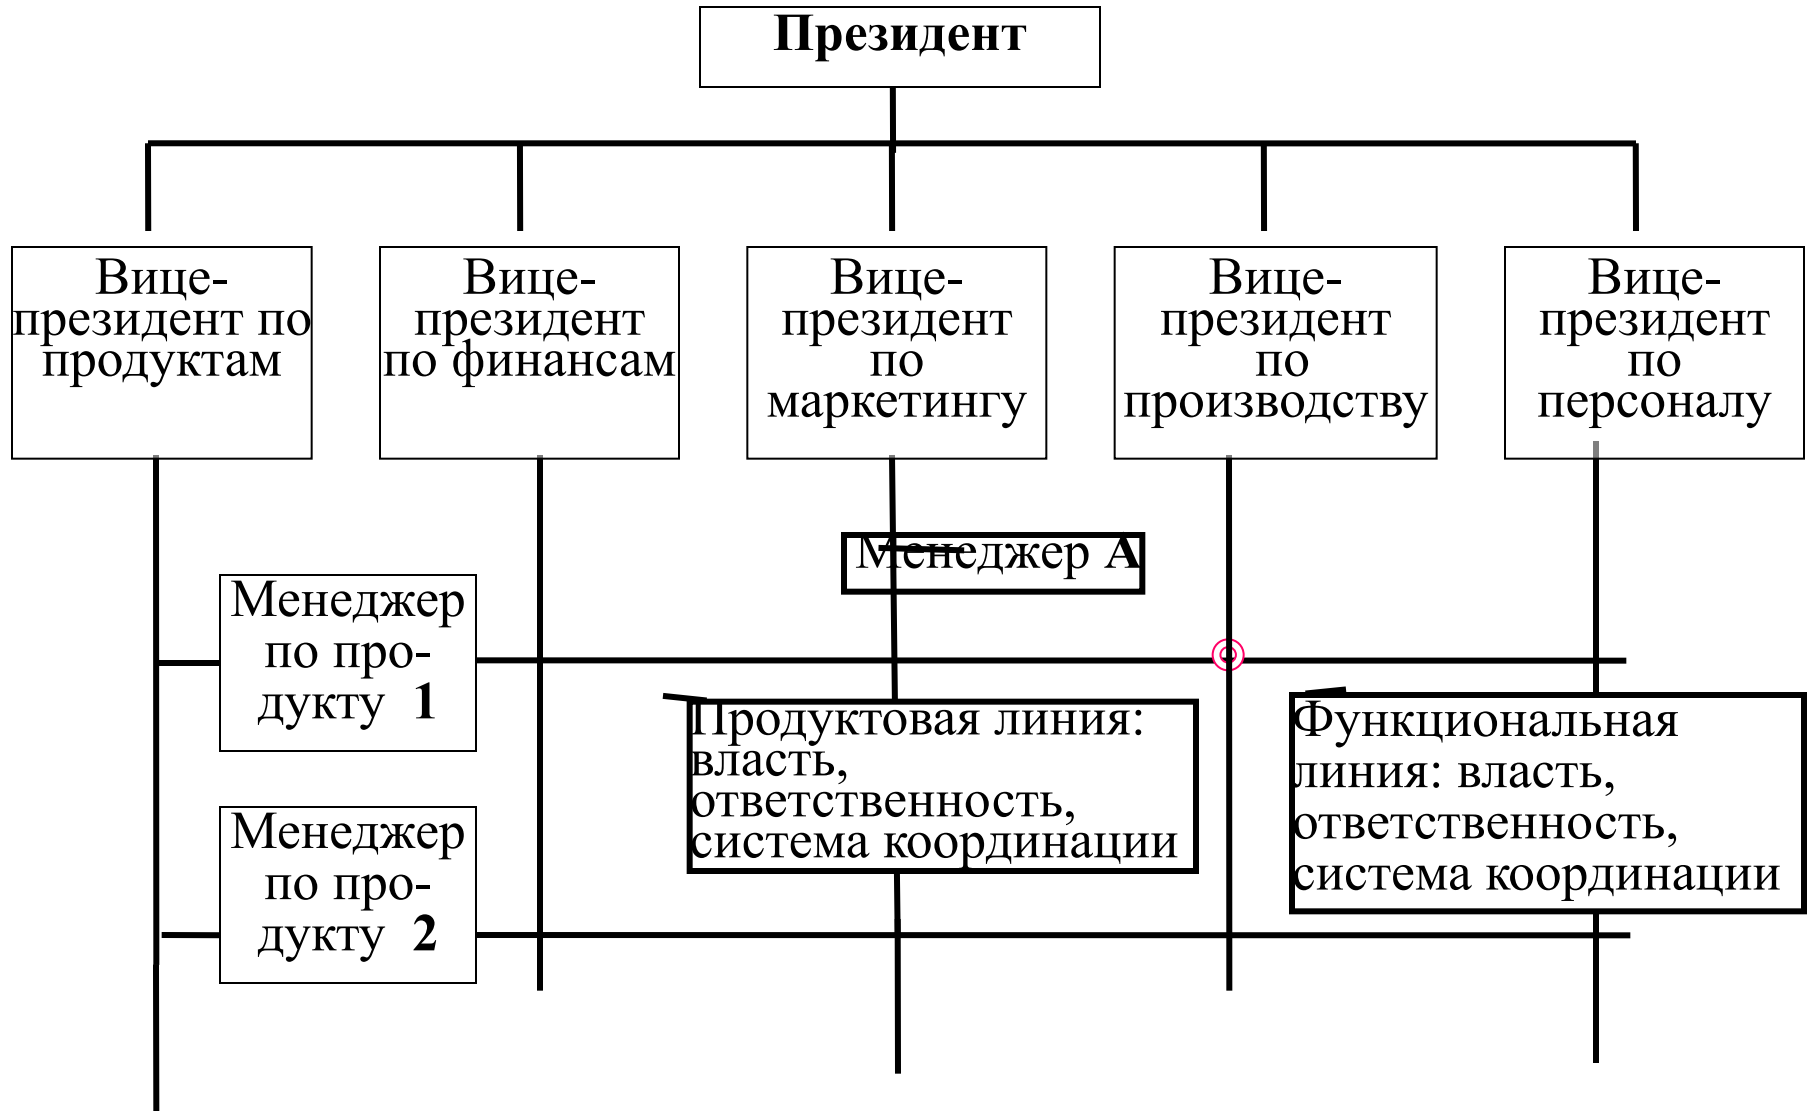 Президент
Вице-
президент по
продуктам
Вице-
президент
по финансам
Вице-
президент
по
маркетингу
Вице-
президент
по
производству
Вице-
президент
по
персоналу
Менеджер А
Менеджер
по про-
дукту 1
Продуктовая линия:
власть,
ответственность,
система координации
Функциональная
линия: власть,
ответственность,
система координации
Менеджер
по про-
дукту 2